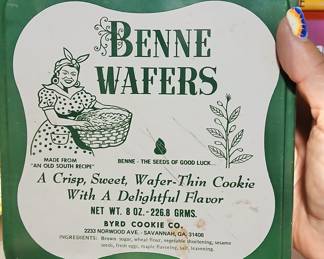 BENNE
WAFERS
MADE FROM
"AN OLD SOUTH RECIPE"
BENNE - THE SEEDS OF GOOD LUCK
A Crisp, Sweet, Wafer-Thin Cookie
With A Delightful Flavor
NET WT. 8 OZ. - 226.8 GRMS.
BYRD COOKIE CO.
2233 NORWOOD AVE. - SAVANNAH, GA. 31406
INGREDIENTS: Brown sugar, wheat flour, vegetable shortening, sesame
seeds, fresh eggs, maple flavoring, salt, leavening.